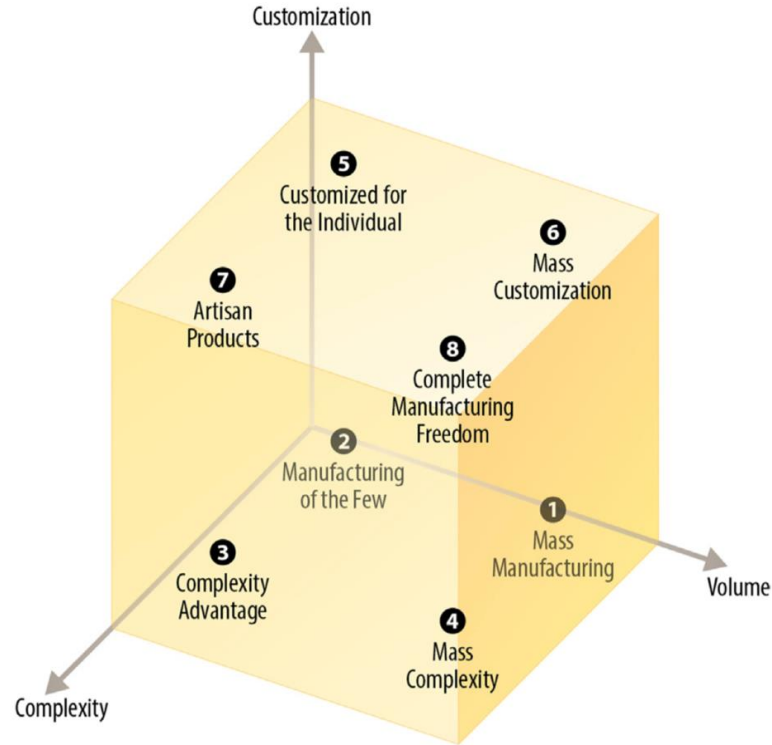 Customization
5
Customized for
the Individual
6
Mass
Customization
7
Artisan
Products
8
Complete
Manufacturing
Freedom
2
Manufacturing
of the Few
1
Mass
Manufacturing
3
Complexity
Advantage
Volume
4
Mass
Complexity
Complexity